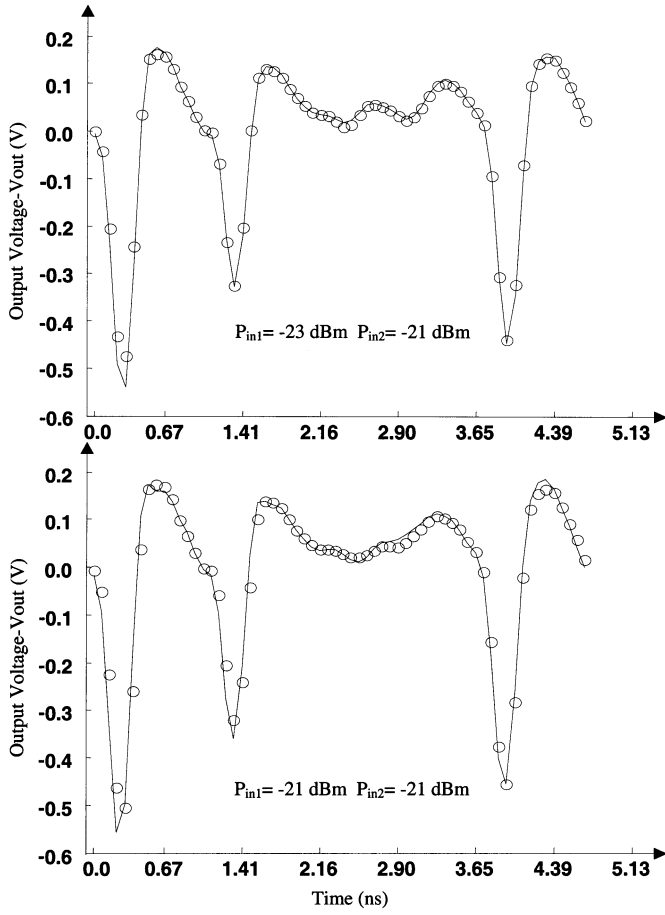 0.2
0.1
0.0
-0.1
-0.2
-0.3
-0.4
-0.5
-0.6
Output Voltage-Vout (V)
Pin1= -23 dBm Pin2= -21 dBm
0.0 0.67 1.41 2.16 2.90 3.65 4.39 5.13
0.2
0.1
0.0
-0.1
-0.2
-0.3
-0.4
-0.5
-0.6
Output Voltage-Vout (V)
Pin1= -21 dBm Pin2= -21 dBm
0.0 0.67 1.41 2.16 2.90 3.65 4.39 5.13
Time (ns)